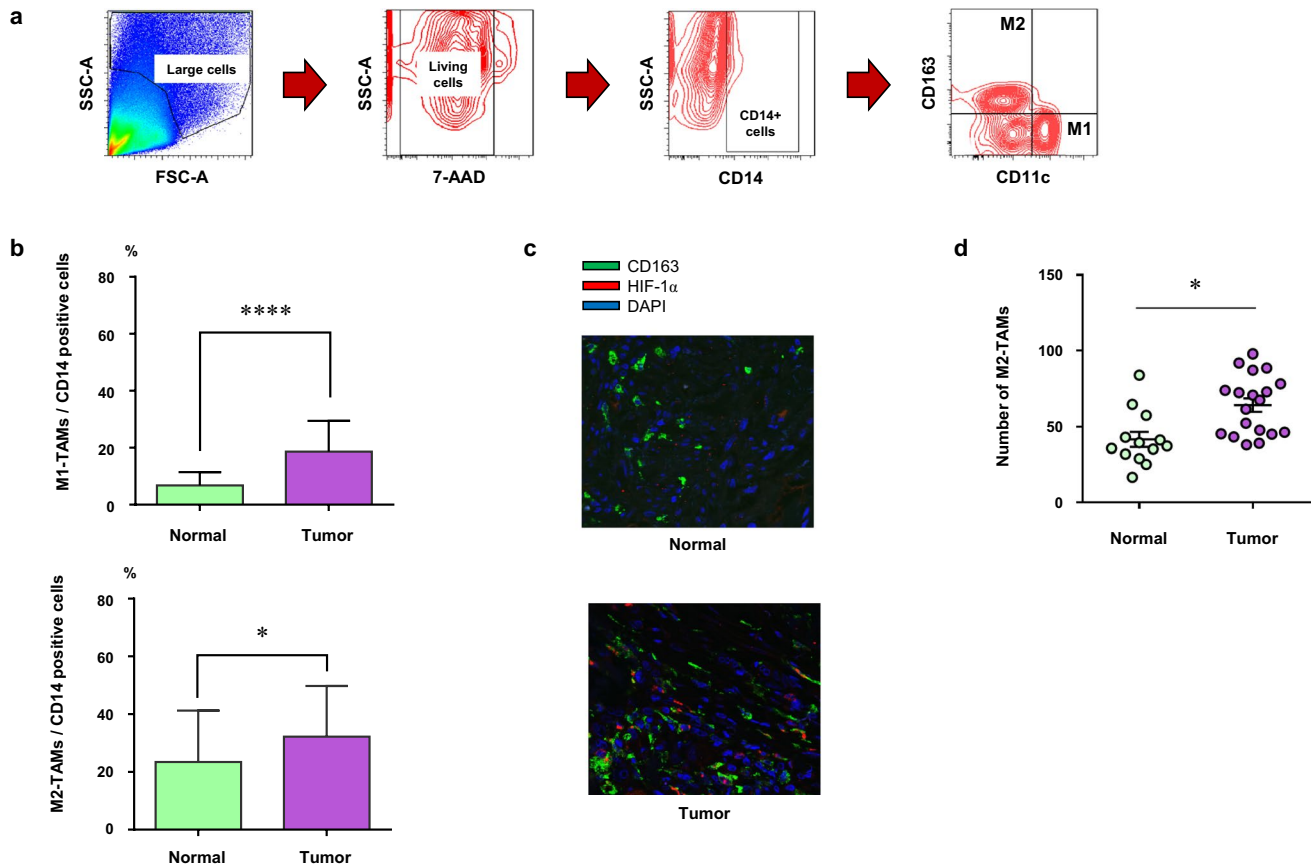 a
SSC-A
Large cells
FSC-A
SSC-A
Living
cells
7-AAD
SSC-A
CD14+
cells
CD14
CD163
M2
M1
CD11c
b
%
M1-TAMs / CD14 positive cells
80
60
40
20
0
****
Normal
Tumor
%
M2-TAMs / CD14 positive cells
80
60
40
20
0
*
Normal
Tumor
c
CD163
HIF-1α
DAPI
Normal
Tumor
d
Number of M2-TAMs
150
100
50
0
*
Normal
Tumor